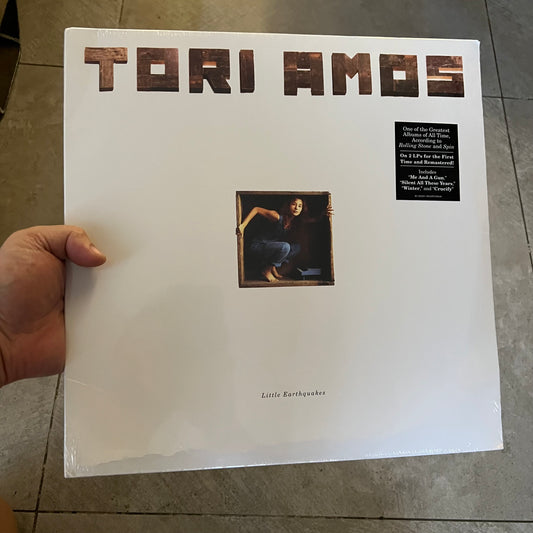 TORI AMOS
One of the Greatest
Albums of All Time,
According to
Rolling Stone and Spin
On 2 LPs for the First
Time and Remastered!
Includes
"Me And A Gun,"
"Silent All These Years,"
"Winter," and "Crucify"
Little Earthquakes